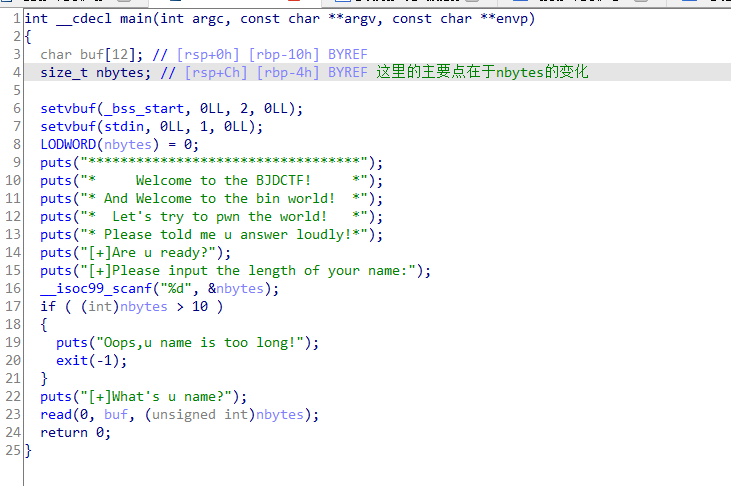 1 int __cdecl main(int argc, const char **argv, const char **envp)
2 {
3   char buf[12]; // [rsp+0h] [rbp-10h] BYREF
4   size_t nbytes; // [rsp+Ch] [rbp-4h] BYREF 这里的主要点在于nbytes的变化
5
6   setvbuf(_bss_start, 0LL, 2, 0LL);
7   setvbuf(stdin, 0LL, 1, 0LL);
8   LODWORD(nbytes) = 0;
9   puts("**********************************");
10   puts("*     Welcome to the BJDCTF!     *");
11   puts("* And Welcome to the bin world!  *");
12   puts("*  Let's try to pwn the world!   *");
13   puts("* Please told me u answer loudly!*");
14   puts("[+]Are u ready?");
15   puts("[+]Please input the length of your name:");
16   __isoc99_scanf("%d", &nbytes);
17   if ( (int)nbytes > 10 )
18   {
19     puts("Oops,u name is too long!");
20     exit(-1);
21   }
22   puts("[+]What's u name?");
23   read(0, buf, (unsigned int)nbytes);
24   return 0;
25 }